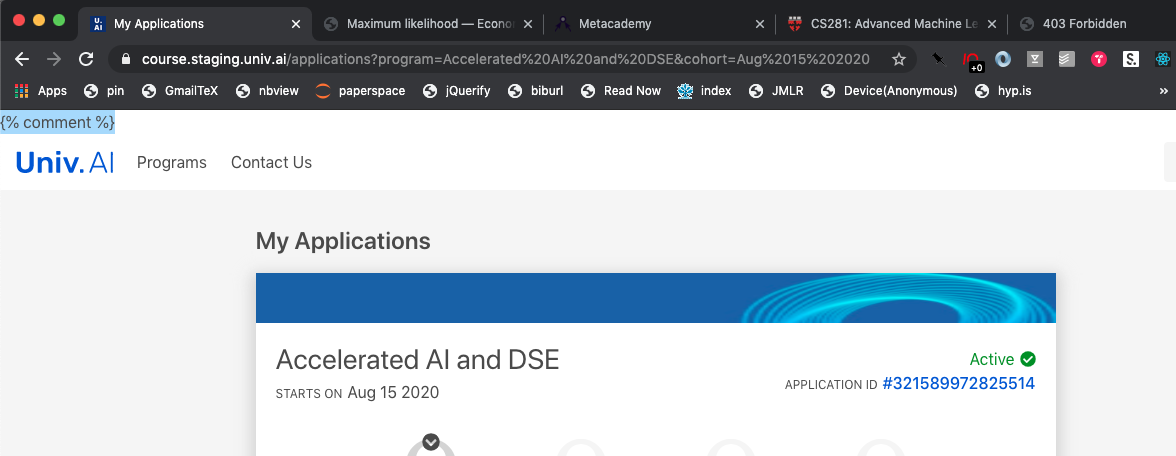 U. AI My Applications Maximum likelihood — Econo Metacademy CS281: Advanced Machine Le 403 Forbidden
course.staging.univ.ai/applications?program=Accelerated%20AI%20and%20DSE&cohort=Aug%2015%202020 +0 S.
Apps pin GmailTeX nbview paperspace jQuerify biburl Read Now index JMLR Device(Anonymous) hyp.is »
{% comment %}
Univ.AI Programs Contact Us
My Applications
Accelerated AI and DSE
Active
STARTS ON Aug 15 2020
APPLICATION ID #321589972825514